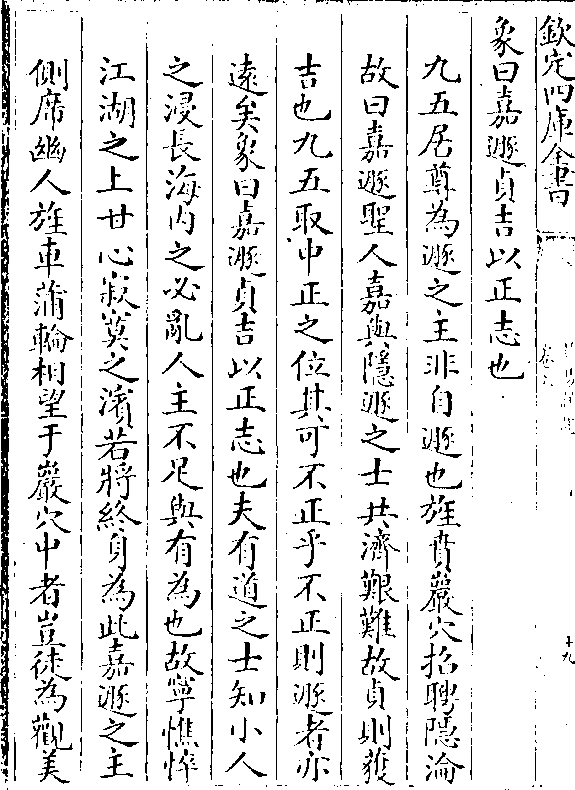 欽定四庫全書
象曰嘉遯貞吉以正志也
九五居尊為遯之主非自遯也旌賁巖穴招聘隱淪
故曰嘉遯聖人嘉與隱遯之士共濟艱難故貞則獲
吉也九五取中正之位其可不正乎不正則遯者亦
遠矣象曰嘉遯貞吉以正志也夫有道之士知小人
之浸長海内之必亂人主不足與有為也故寧憔悴
江湖之上甘心寂寞之濱若將終身為此嘉遯之主
側席幽人旌車蒲輪相望于巖穴中者豈徒為觀美
十九